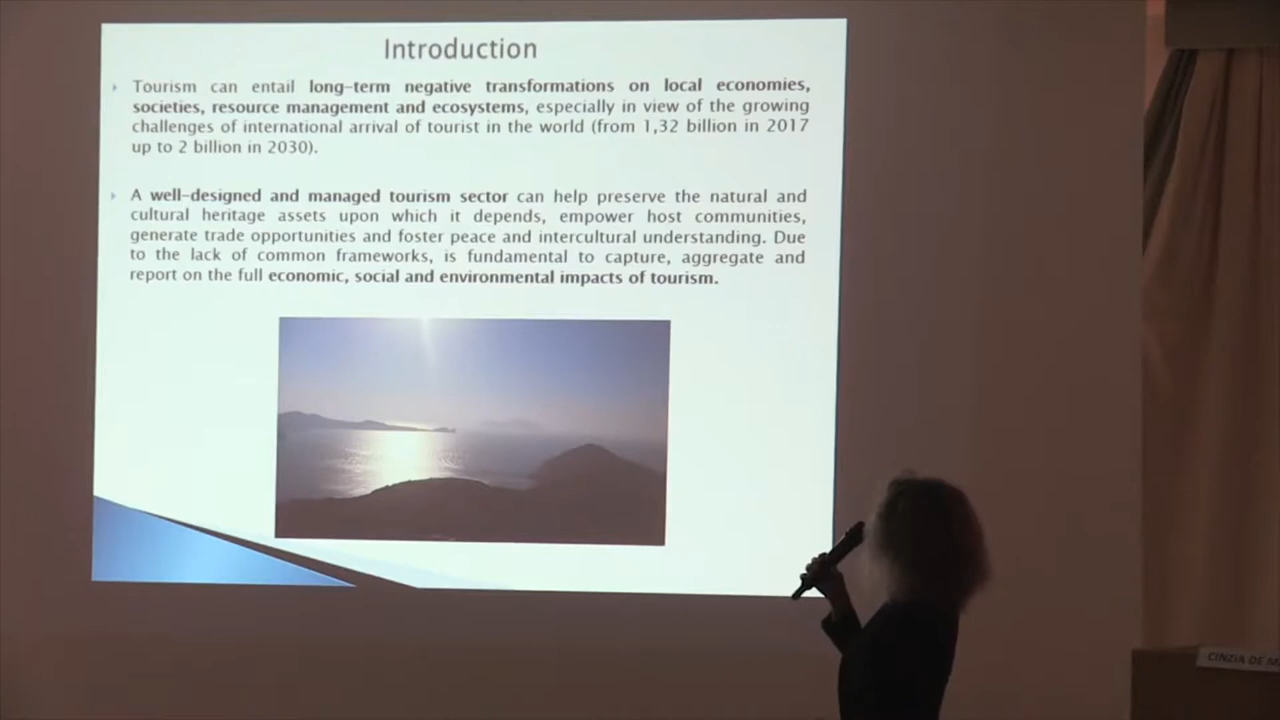 Introduction
Tourism can entail long-term negative transformations on local economies,
societies, resource management and ecosystems, especially in view of the growing
challenges of international arrival of tourist in the world (from 1,32 billion in 2017
up to 2 billion in 2030).
A well-designed and managed tourism sector can help preserve the natural and
cultural heritage assets upon which it depends, empower host communities,
generate trade opportunities and foster peace and intercultural understanding. Due
to the lack of common frameworks, is fundamental to capture, aggregate and
report on the full economic, social and environmental impacts of tourism.
CINZIA DE